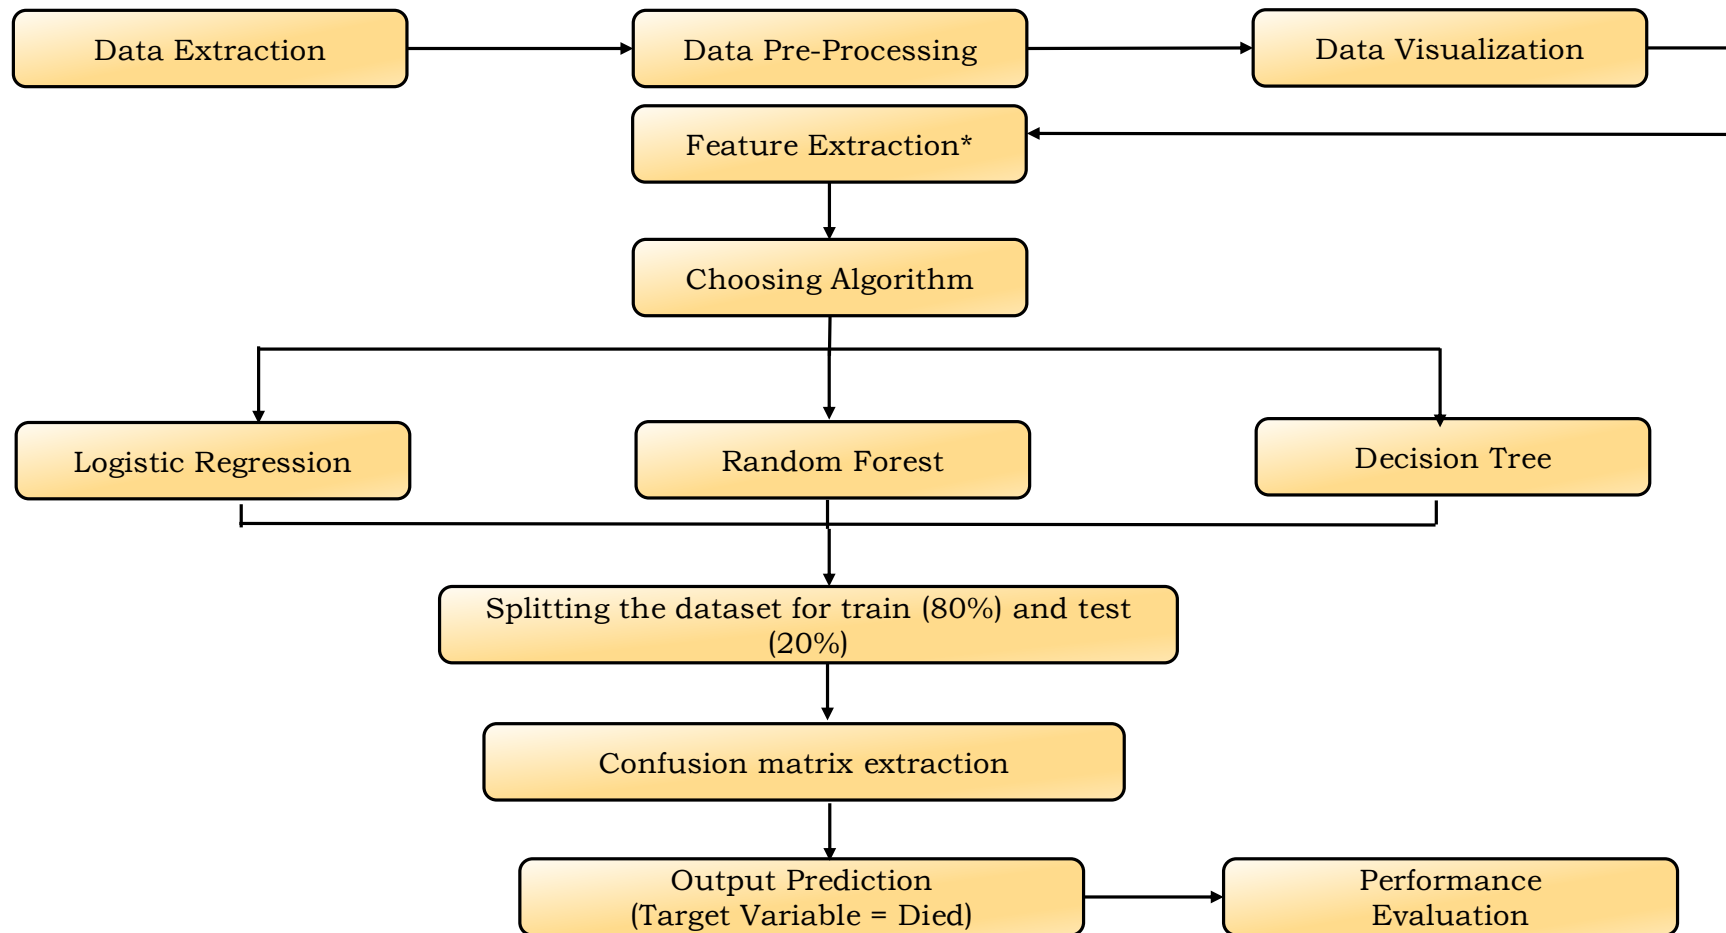 Data Extraction
Data Pre-Processing
Data Visualization
Feature Extraction*
Choosing Algorithm
Logistic Regression
Random Forest
Decision Tree
Splitting the dataset for train (80%) and test
(20%)
Confusion matrix extraction
Output Prediction
(Target Variable = Died)
Performance
Evaluation